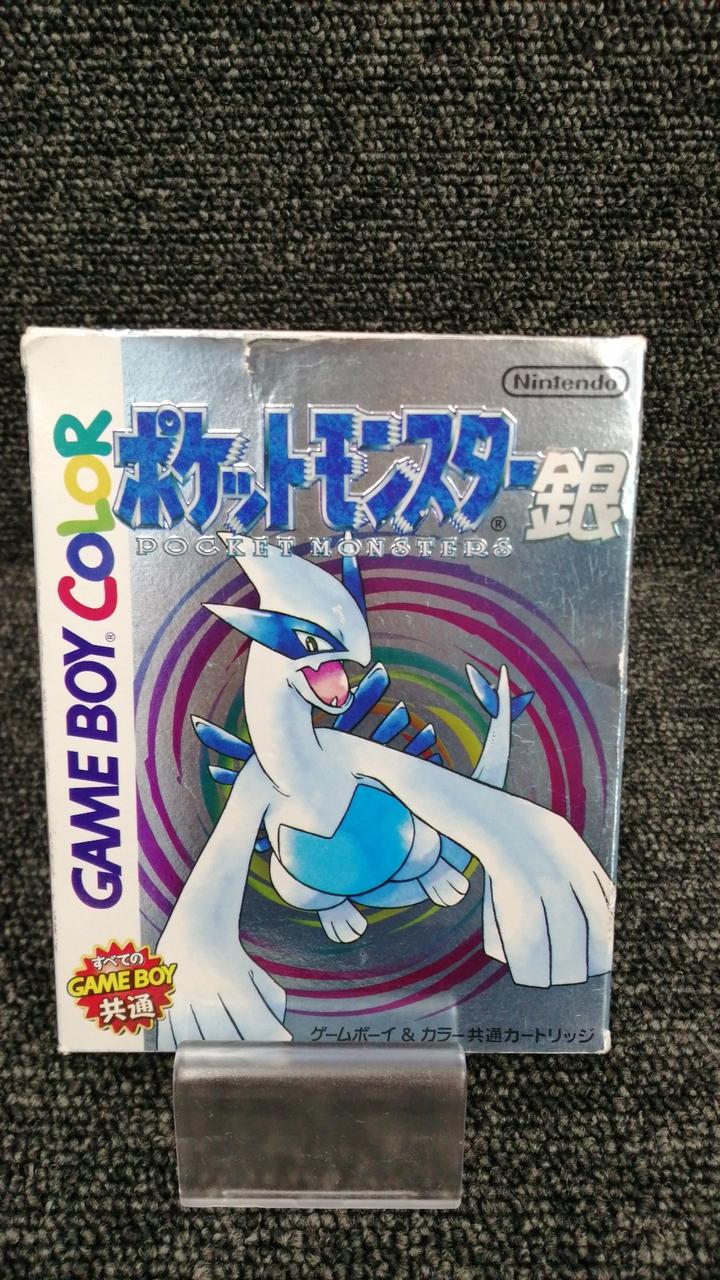 Nintendo
ポケットモンスター銀
®
POCKET MONSTERS
GAME BOY® COLOR
すべての
GAME BOY
共通
ゲームボーイ & カラー共通カートリッジ